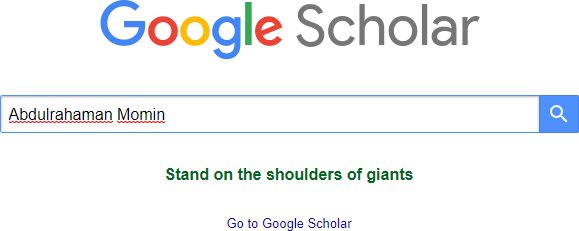 Google Scholar
Abdulrahaman Momin
Stand on the shoulders of giants
Go to Google Scholar